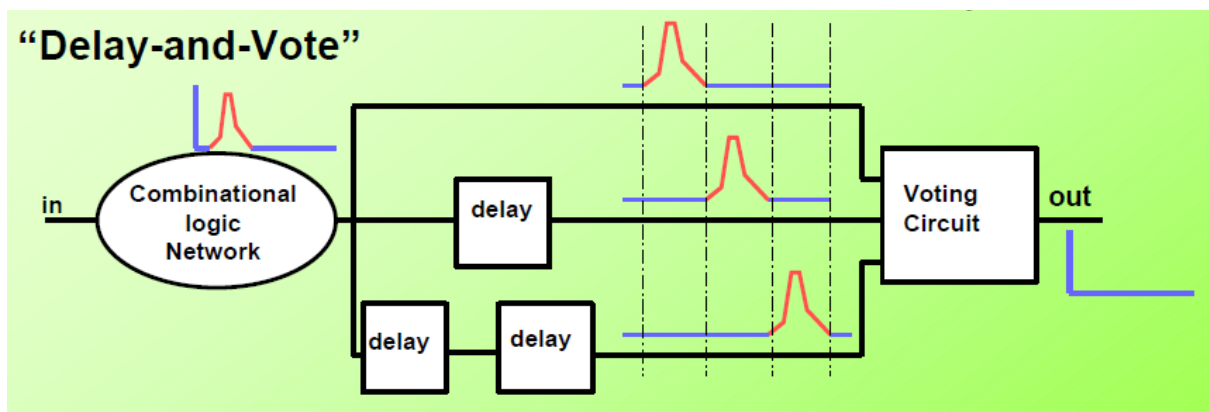 “Delay-and-Vote”
in
Combinational
logic
Network
delay
delay
delay
Voting
Circuit
out